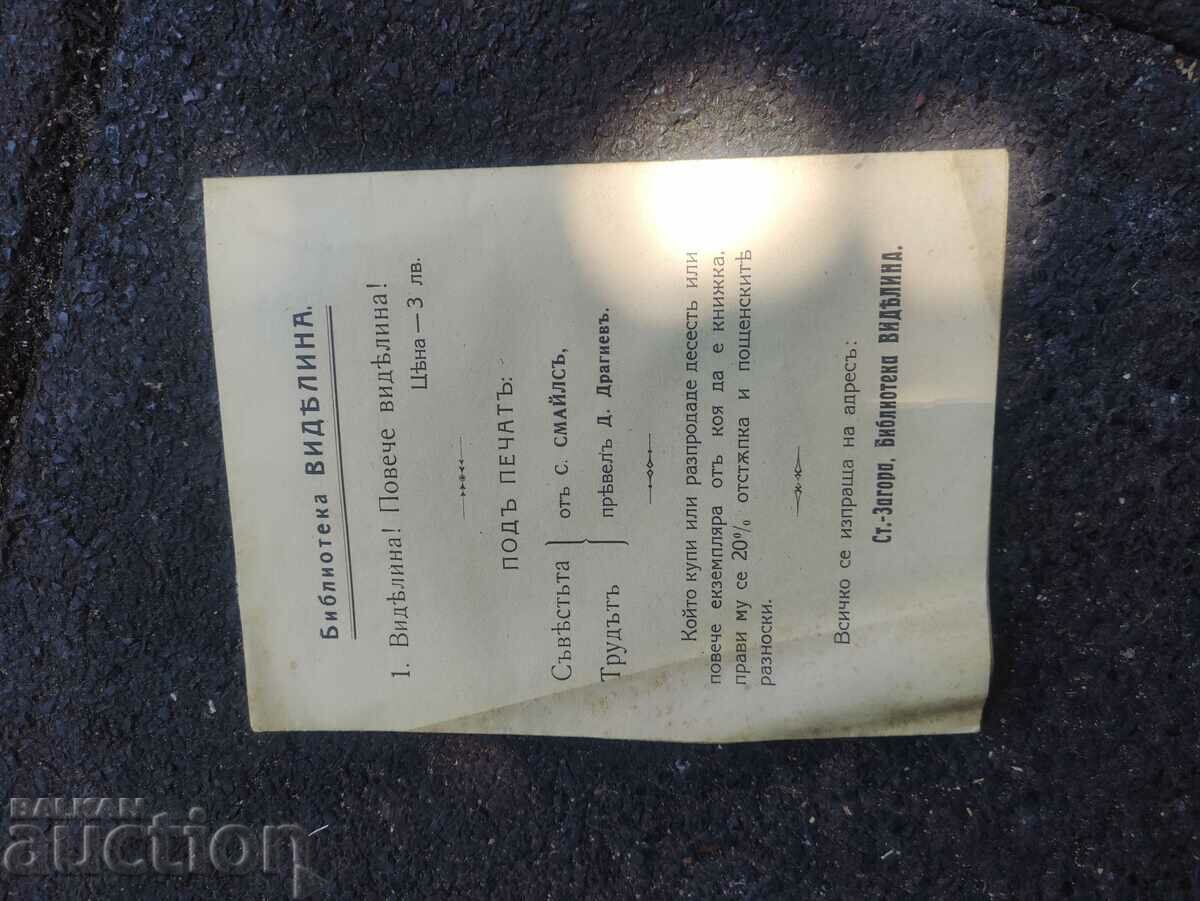 Библиотека ВИДѢЛИНА.
1. Видѣлина! Повече видѣлина!
Цѣна — 3 лв.
ПОДЪ ПЕЧАТЪ:
Съвѣстьта } отъ С. СМАЙЛСЪ,
Трудътъ } прѣвелъ Д. Драгиевъ.
Който купи или разпродаде десесть или
повече екземпляра отъ коя да е книжка.
прави му се 20% отстѫпка и пощенскитѣ
разноски.
Всичко се изпраща на адресъ:
Ст.-Загора, Библиотека ВИДѢЛИНА.
BALKAN
auction